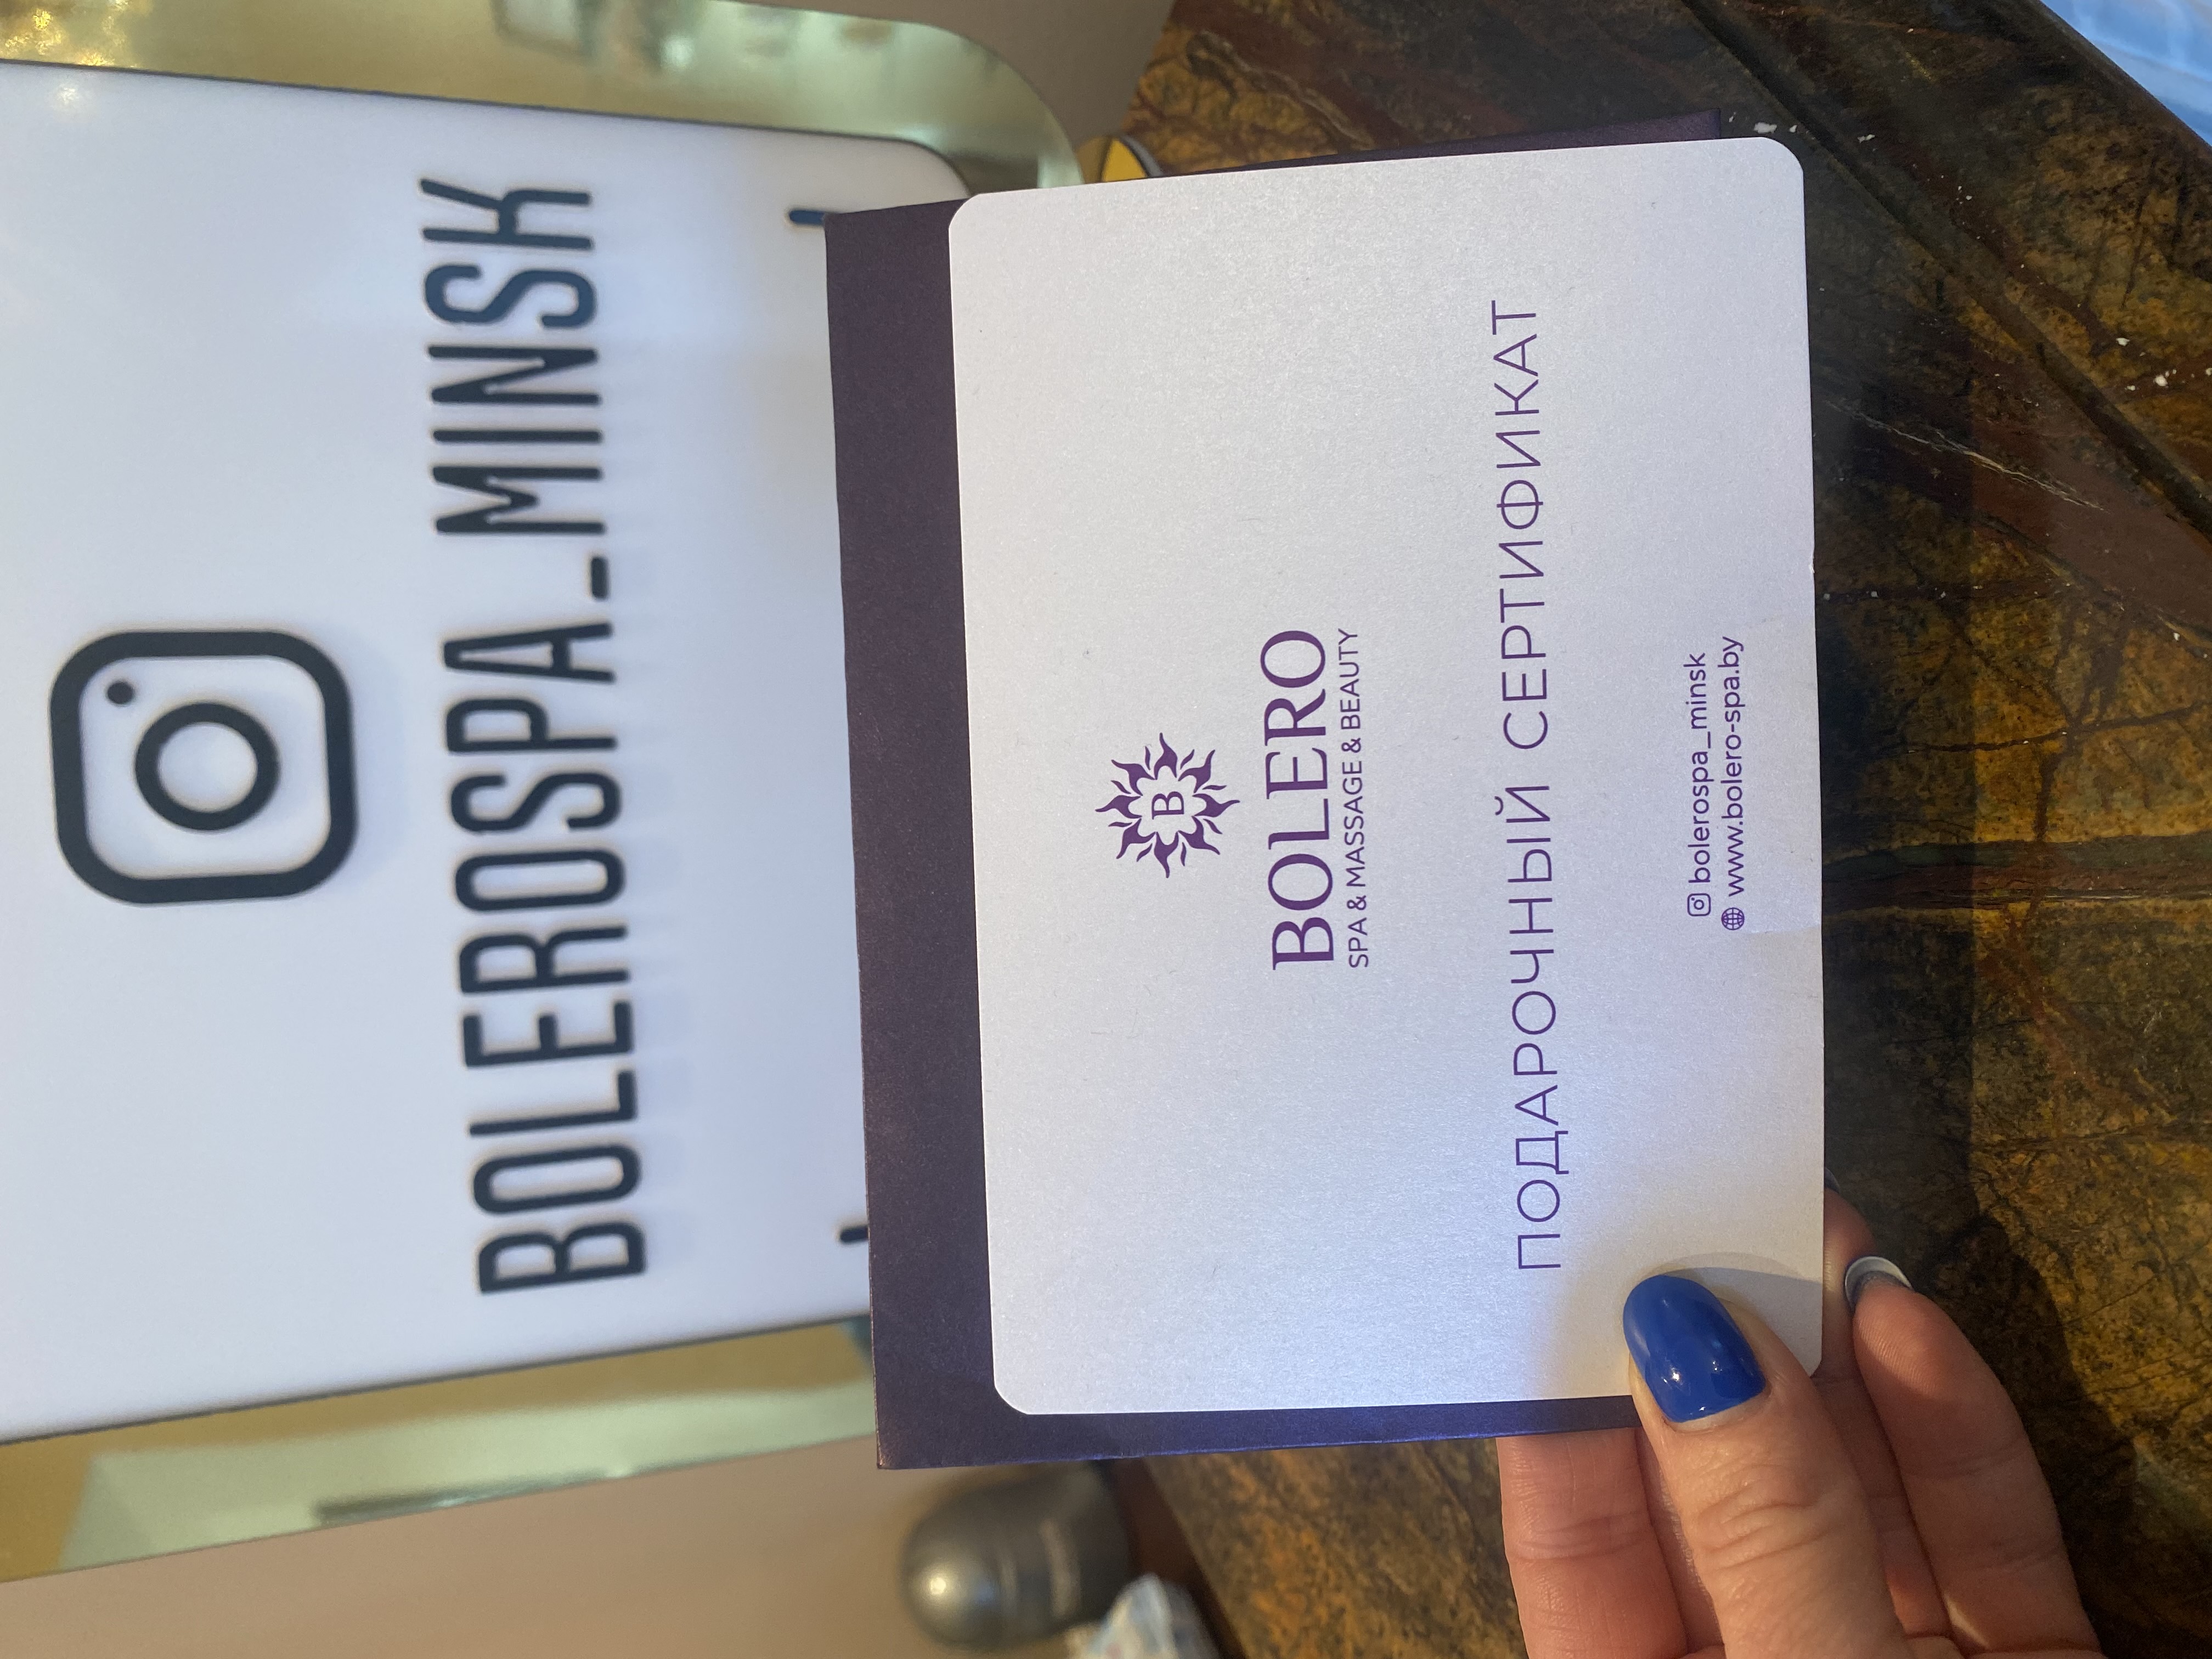 BOLEROSPA_MINSK
B
BOLERO
SPA & MASSAGE & BEAUTY
ПОДАРОЧНЫЙ СЕРТИФИКАТ
bolerospa_minsk
www.bolero-spa.by